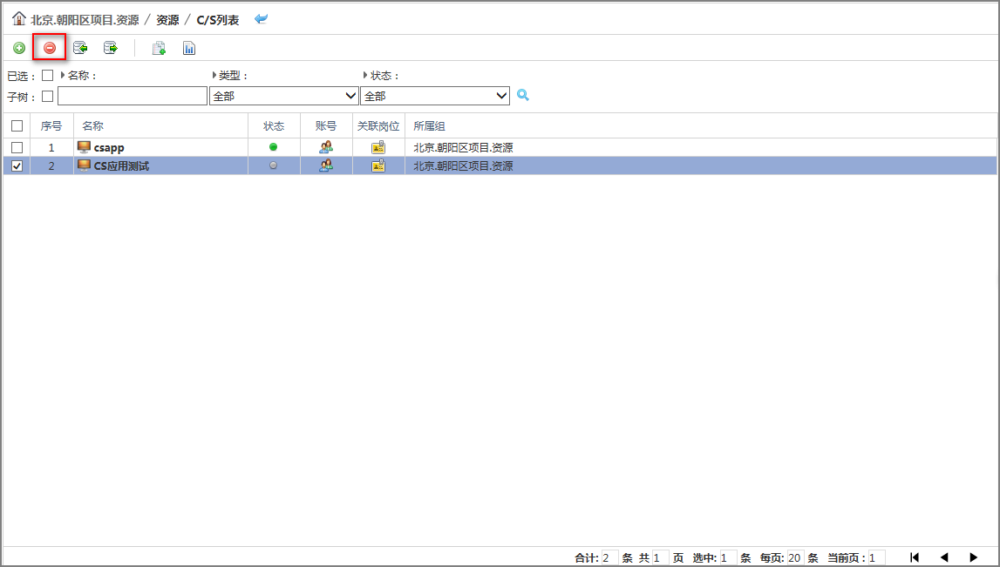 北京.朝阳区项目.资源 / 资源 / C/S列表
已选： 名称： 类型： 状态：
子树： 全部 全部
序号 名称 状态 账号 关联岗位 所属组
1 csapp 北京.朝阳区项目.资源
2 CS应用测试 北京.朝阳区项目.资源
合计: 2 条 共 1 页 选中: 1 条 每页: 20 条 当前页: 1